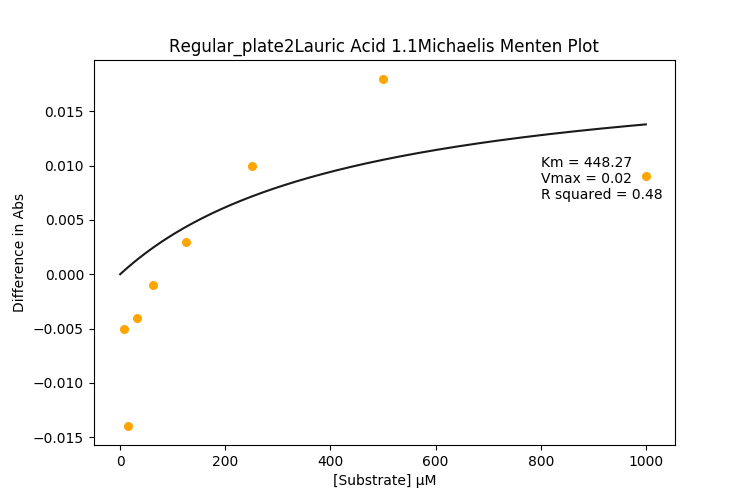 Regular_plate2Lauric Acid 1.1Michaelis Menten Plot
0.015
0.010
0.005
0.000
−0.005
−0.010
−0.015
Difference in Abs
Km = 448.27
Vmax = 0.02
R squared = 0.48
0 200 400 600 800 1000
[Substrate] μM